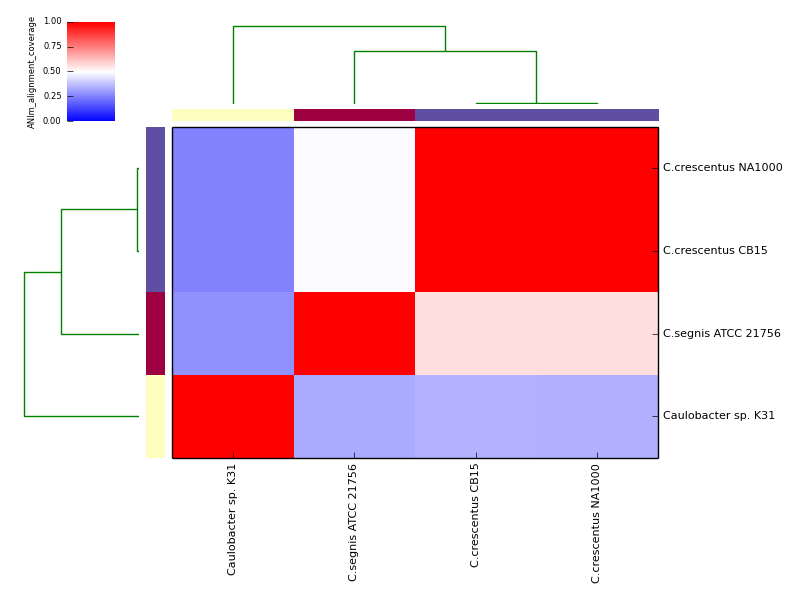 ANIm_alignment_coverage
1.00
0.75
0.50
0.25
0.00
C.crescentus NA1000
C.crescentus CB15
C.segnis ATCC 21756
Caulobacter sp. K31
Caulobacter sp. K31
C.segnis ATCC 21756
C.crescentus CB15
C.crescentus NA1000